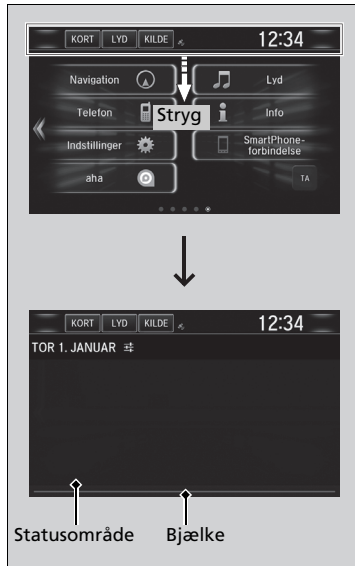 KORT LYD KILDE 12:34
Navigation Lyd
Telefon Stryg Info
Indstillinger SmartPhone-
forbindelse
aha TA
KORT LYD KILDE 12:34
TOR 1. JANUAR
Statusområde Bjælke